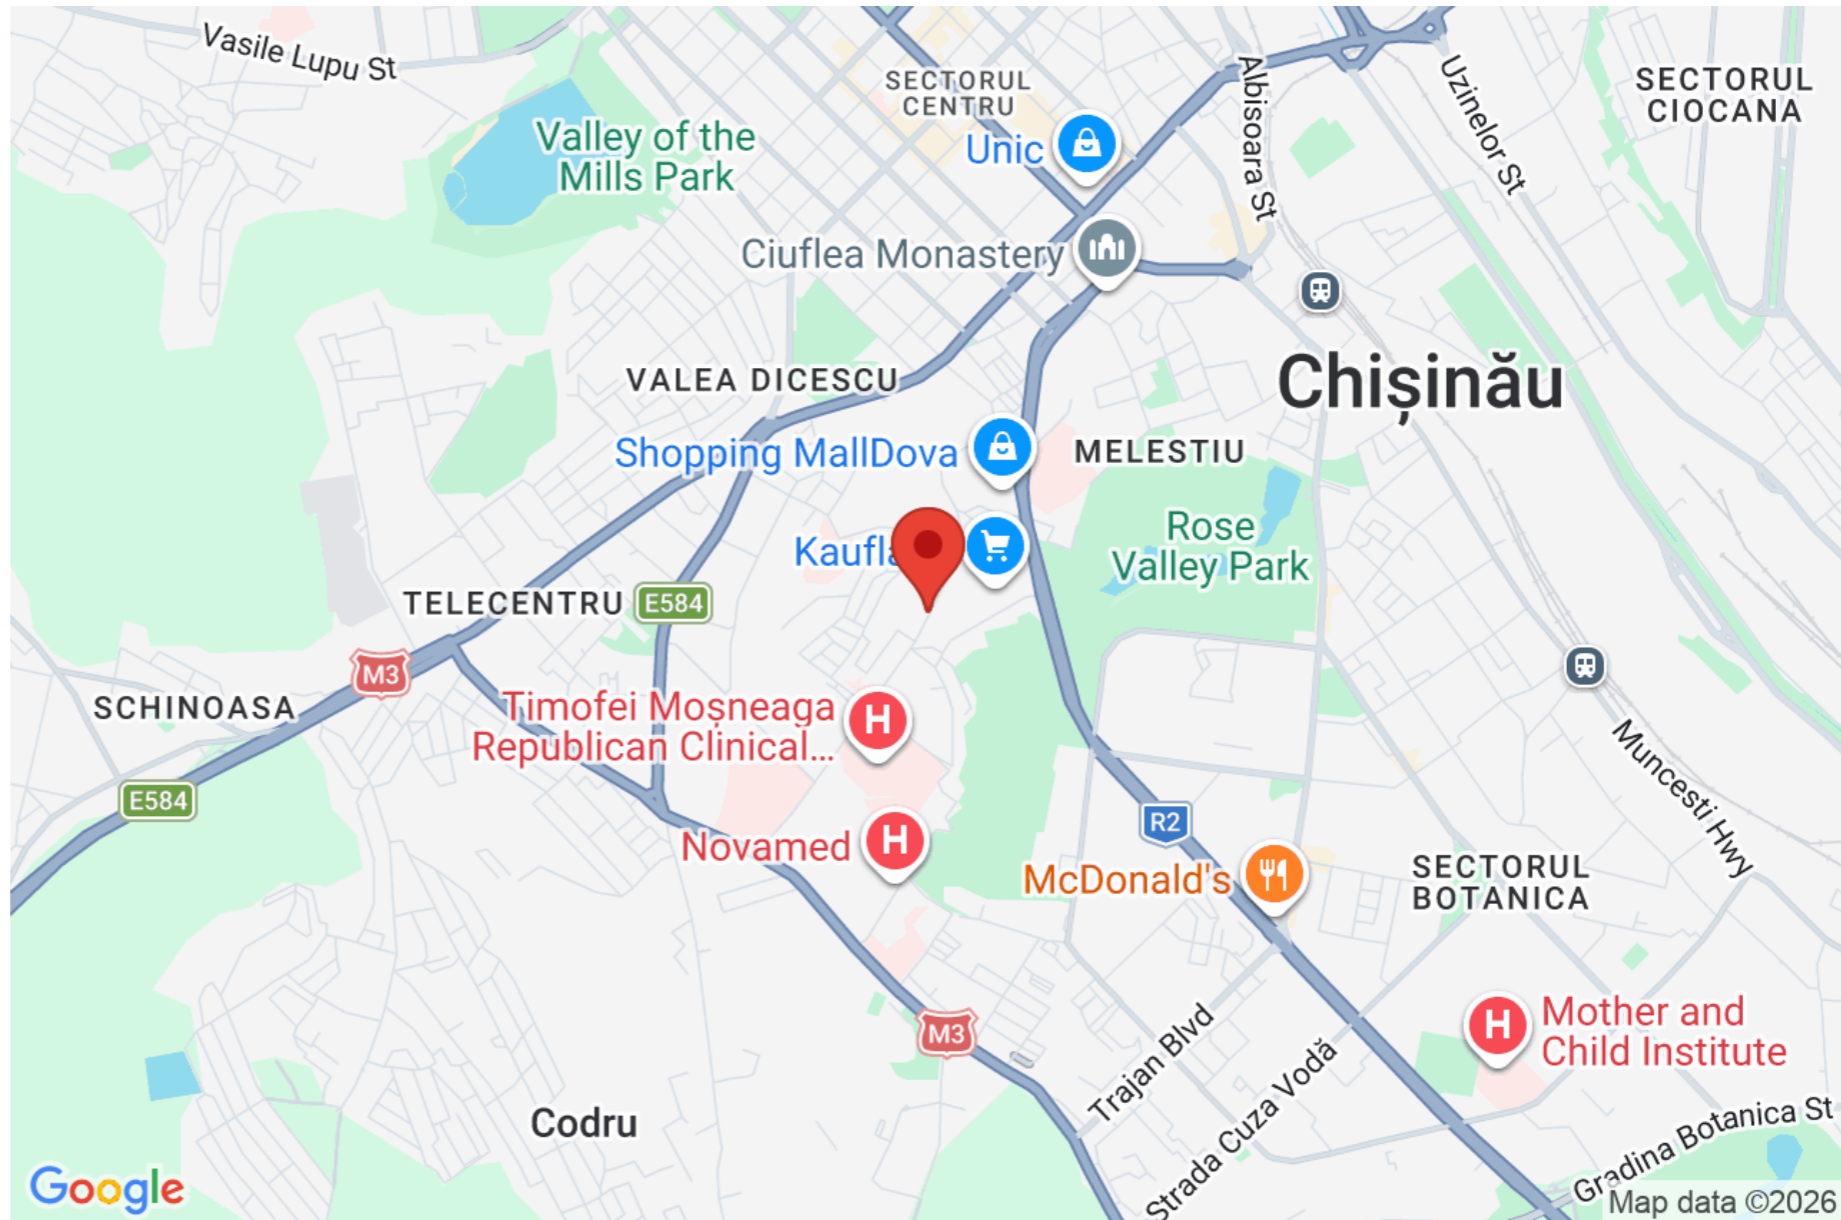 Vasile Lupu St
SECTORUL
CENTRU
Albisoara St
Uzinelor St
SECTORUL
CIOCANA
Valley of the
Mills Park
Unic
Ciuflea Monastery
Chișinău
VALEA DICESCU
Shopping MallDova
MELESTIU
Rose
Valley Park
Kaufla
TELECENTRU
E584
M3
SCHINOASA
Timofei Moșneaga
Republican Clinical...
H
E584
Muncesti Hwy
R2
Novamed
H
McDonald's
SECTORUL
BOTANICA
M3
H
Mother and
Child Institute
Trajan Blvd
Strada Cuza Vodă
Codru
Gradina Botanica St
Google
Map data ©2026